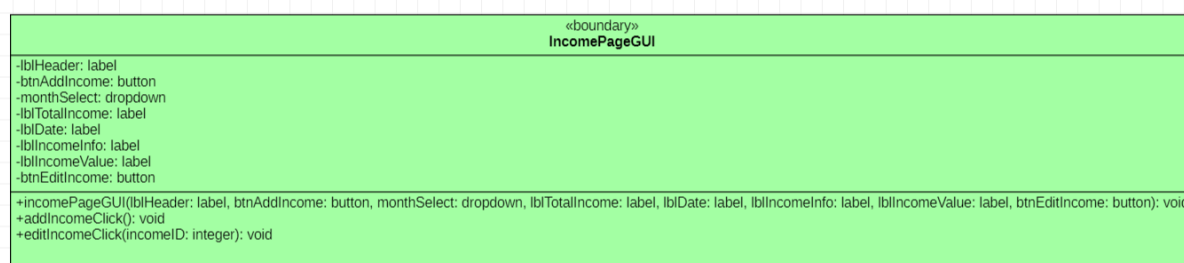 «boundary»
IncomePageGUI
-lblHeader: label
-btnAddIncome: button
-monthSelect: dropdown
-lblTotalIncome: label
-lblDate: label
-lblIncomeInfo: label
-lblIncomeValue: label
-btnEditIncome: button
+incomePageGUI(lblHeader: label, btnAddIncome: button, monthSelect: dropdown, lblTotalIncome: label, lblDate: label, lblIncomeInfo: label, lblIncomeValue: label, btnEditIncome: button):
+addIncomeClick(): void
+editIncomeClick(incomeID: integer): void